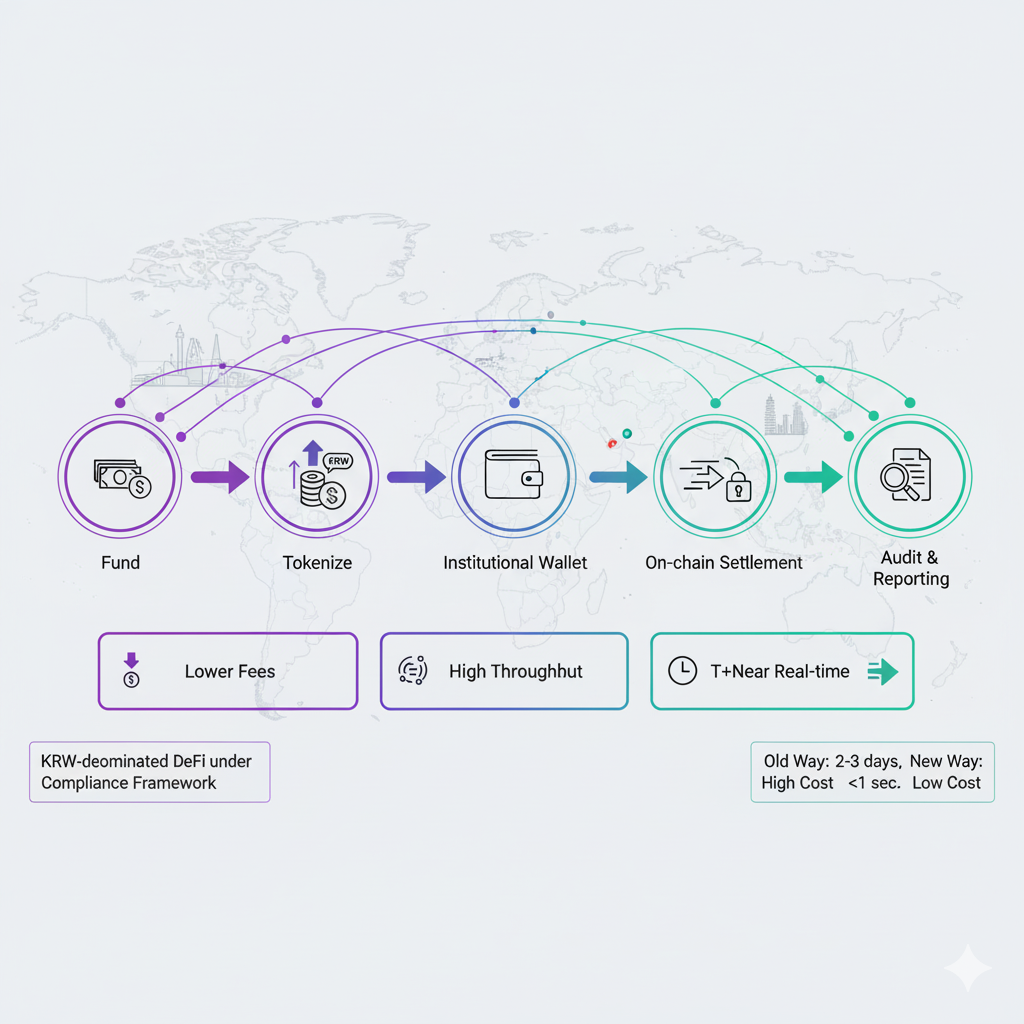 ERW
$
$
Fund
Tokenize
Institutional Wallet
On-chain Settlement
Audit &
Reporting
$
Lower Fees
High Throughhut
T+Near Real-time
KRW-deominated DeFi under
Compliance Framework
Old Way: 2-3 days, New Way:
High Cost <1 sec. Low Cost